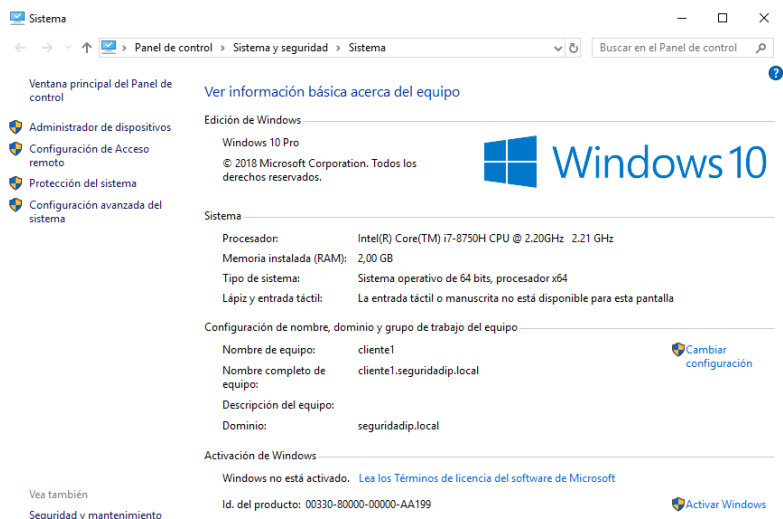 Sistema
Panel de control > Sistema y seguridad > Sistema
Buscar en el Panel de control
Ventana principal del Panel de
control
Administrador de dispositivos
Configuración de Acceso
remoto
Protección del sistema
Configuración avanzada del
sistema
Vea también
Seguridad y mantenimiento
Ver información básica acerca del equipo
Edición de Windows
Windows 10 Pro
© 2018 Microsoft Corporation. Todos los
derechos reservados.
Windows 10
Sistema
Procesador: Intel(R) Core(TM) i7-8750H CPU @ 2.20GHz 2.21 GHz
Memoria instalada (RAM): 2,00 GB
Tipo de sistema: Sistema operativo de 64 bits, procesador x64
Lápiz y entrada táctil: La entrada táctil o manuscrita no está disponible para esta pantalla
Configuración de nombre, dominio y grupo de trabajo del equipo
Nombre de equipo: cliente1
Cambiar
configuración
Nombre completo de
equipo: cliente1.seguridadip.local
Descripción del equipo:
Dominio: seguridadip.local
Activación de Windows
Windows no está activado. Lea los Términos de licencia del software de Microsoft
Id. del producto: 00330-80000-00000-AA199
Activar Windows